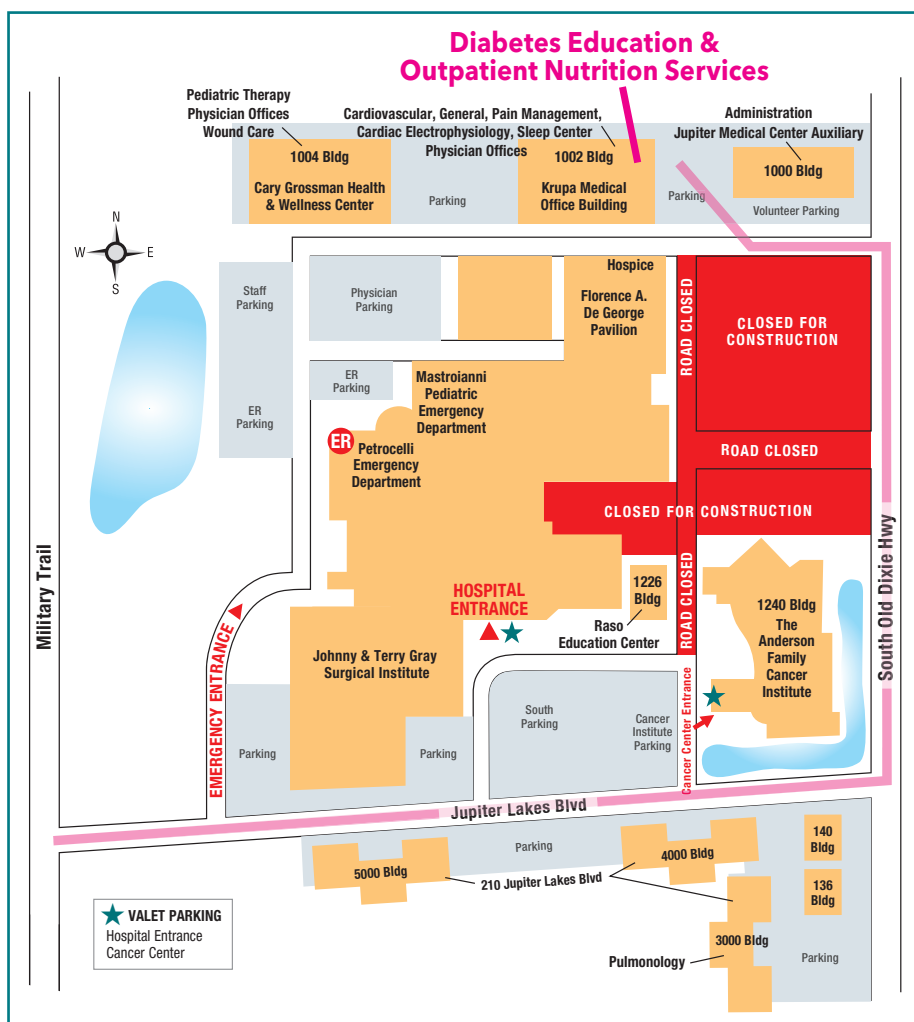 Diabetes Education &
Outpatient Nutrition Services
Pediatric Therapy
Physician Offices
Wound Care
Cardiovascular, General, Pain Management,
Cardiac Electrophysiology, Sleep Center
Physician Offices
Administration
Jupiter Medical Center Auxiliary
1004 Bldg
Cary Grossman Health
& Wellness Center
Parking
1002 Bldg
Krupa Medical
Office Building
Parking
1000 Bldg
Volunteer Parking
N
W
E
S
Staff
Parking
Physician
Parking
Hospice
Florence A.
De George
Pavilion
ROAD CLOSED
CLOSED FOR
CONSTRUCTION
ER
Parking
ER
Parking
Mastroianni
Pediatric
Emergency
Department
ER
Petrocelli
Emergency
Department
ROAD CLOSED
CLOSED FOR CONSTRUCTION
Military Trail
South Old Dixie Hwy
EMERGENCY ENTRANCE
HOSPITAL
ENTRANCE
1226
Bldg
Raso
Education Center
ROAD CLOSED
1240 Bldg
The
Anderson
Family
Cancer
Institute
Johnny & Terry Gray
Surgical Institute
Parking
Parking
South
Parking
Cancer
Institute
Parking
Cancer Center Entrance
Jupiter Lakes Blvd
5000 Bldg
Parking
210 Jupiter Lakes Blvd
4000 Bldg
140
Bldg
136
Bldg
3000 Bldg
Pulmonology
Parking
VALET PARKING
Hospital Entrance
Cancer Center